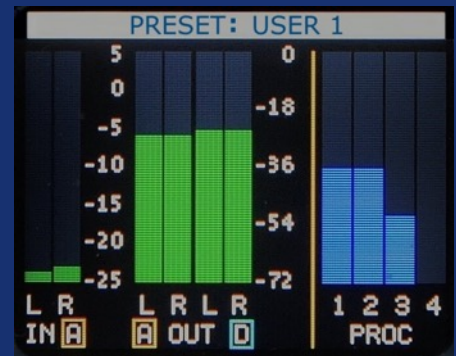 PRESET: USER 1
5 0
0 -18
-5
-10 -36
-15
-20 -54
-25 -72
L R L R L R 1 2 3 4
IN A A OUT D PROC